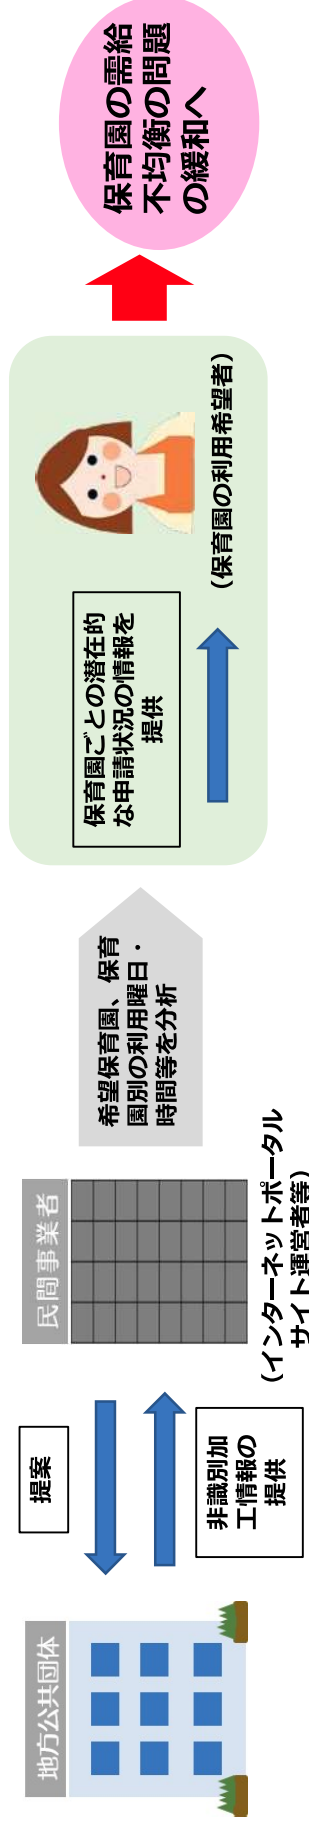 地方公共団体
提案
非識別加
工情報の
提供
民間事業者
（インターネットポータル
サイト運営者等）
希望保育園、保育
園別の利用曜日・
時間等を分析
保育園ごとの潜在的
な申請状況の情報を
提供
（保育園の利用希望者）
保育園の需給
不均衡の問題
の緩和へ